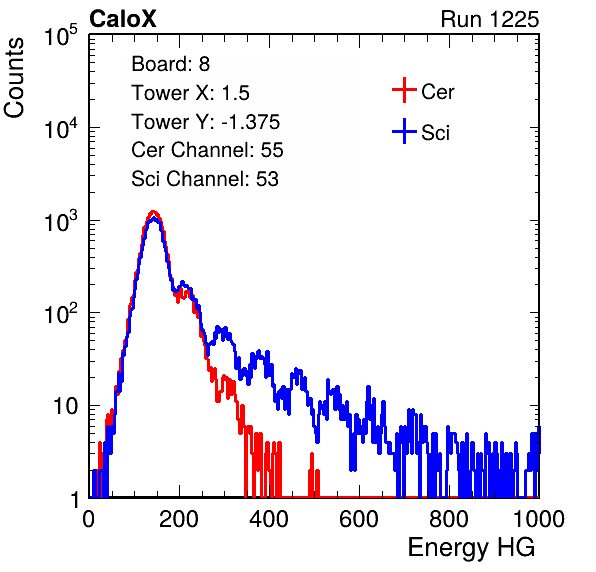 CaloX Run 1225
Counts
10^5
10^4
10^3
10^2
10
1
Board: 8
Tower X: 1.5
Tower Y: -1.375
Cer Channel: 55
Sci Channel: 53
Cer
Sci
0 200 400 600 800 1000
Energy HG